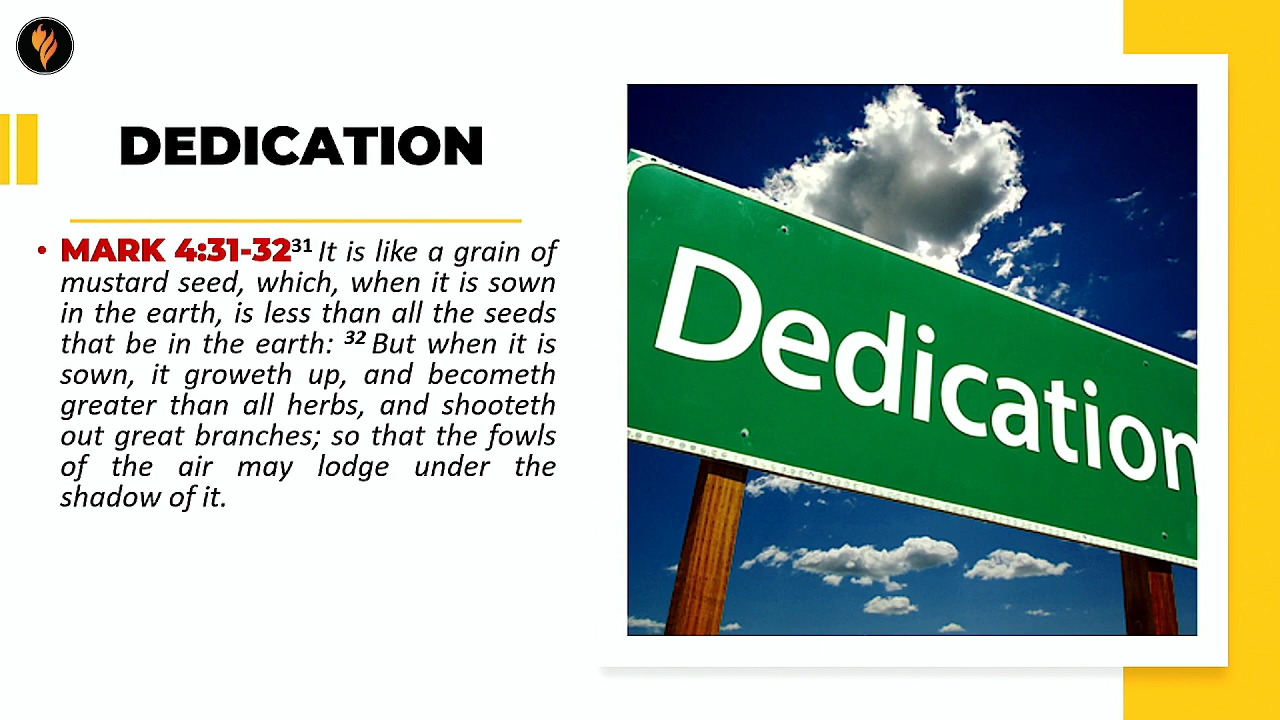 DEDICATION
• MARK 4:31-32 31 It is like a grain of
mustard seed, which, when it is sown
in the earth, is less than all the seeds
that be in the earth: 32 But when it is
sown, it groweth up, and becometh
greater than all herbs, and shooteth
out great branches; so that the fowls
of the air may lodge under the
shadow of it.
Dedication